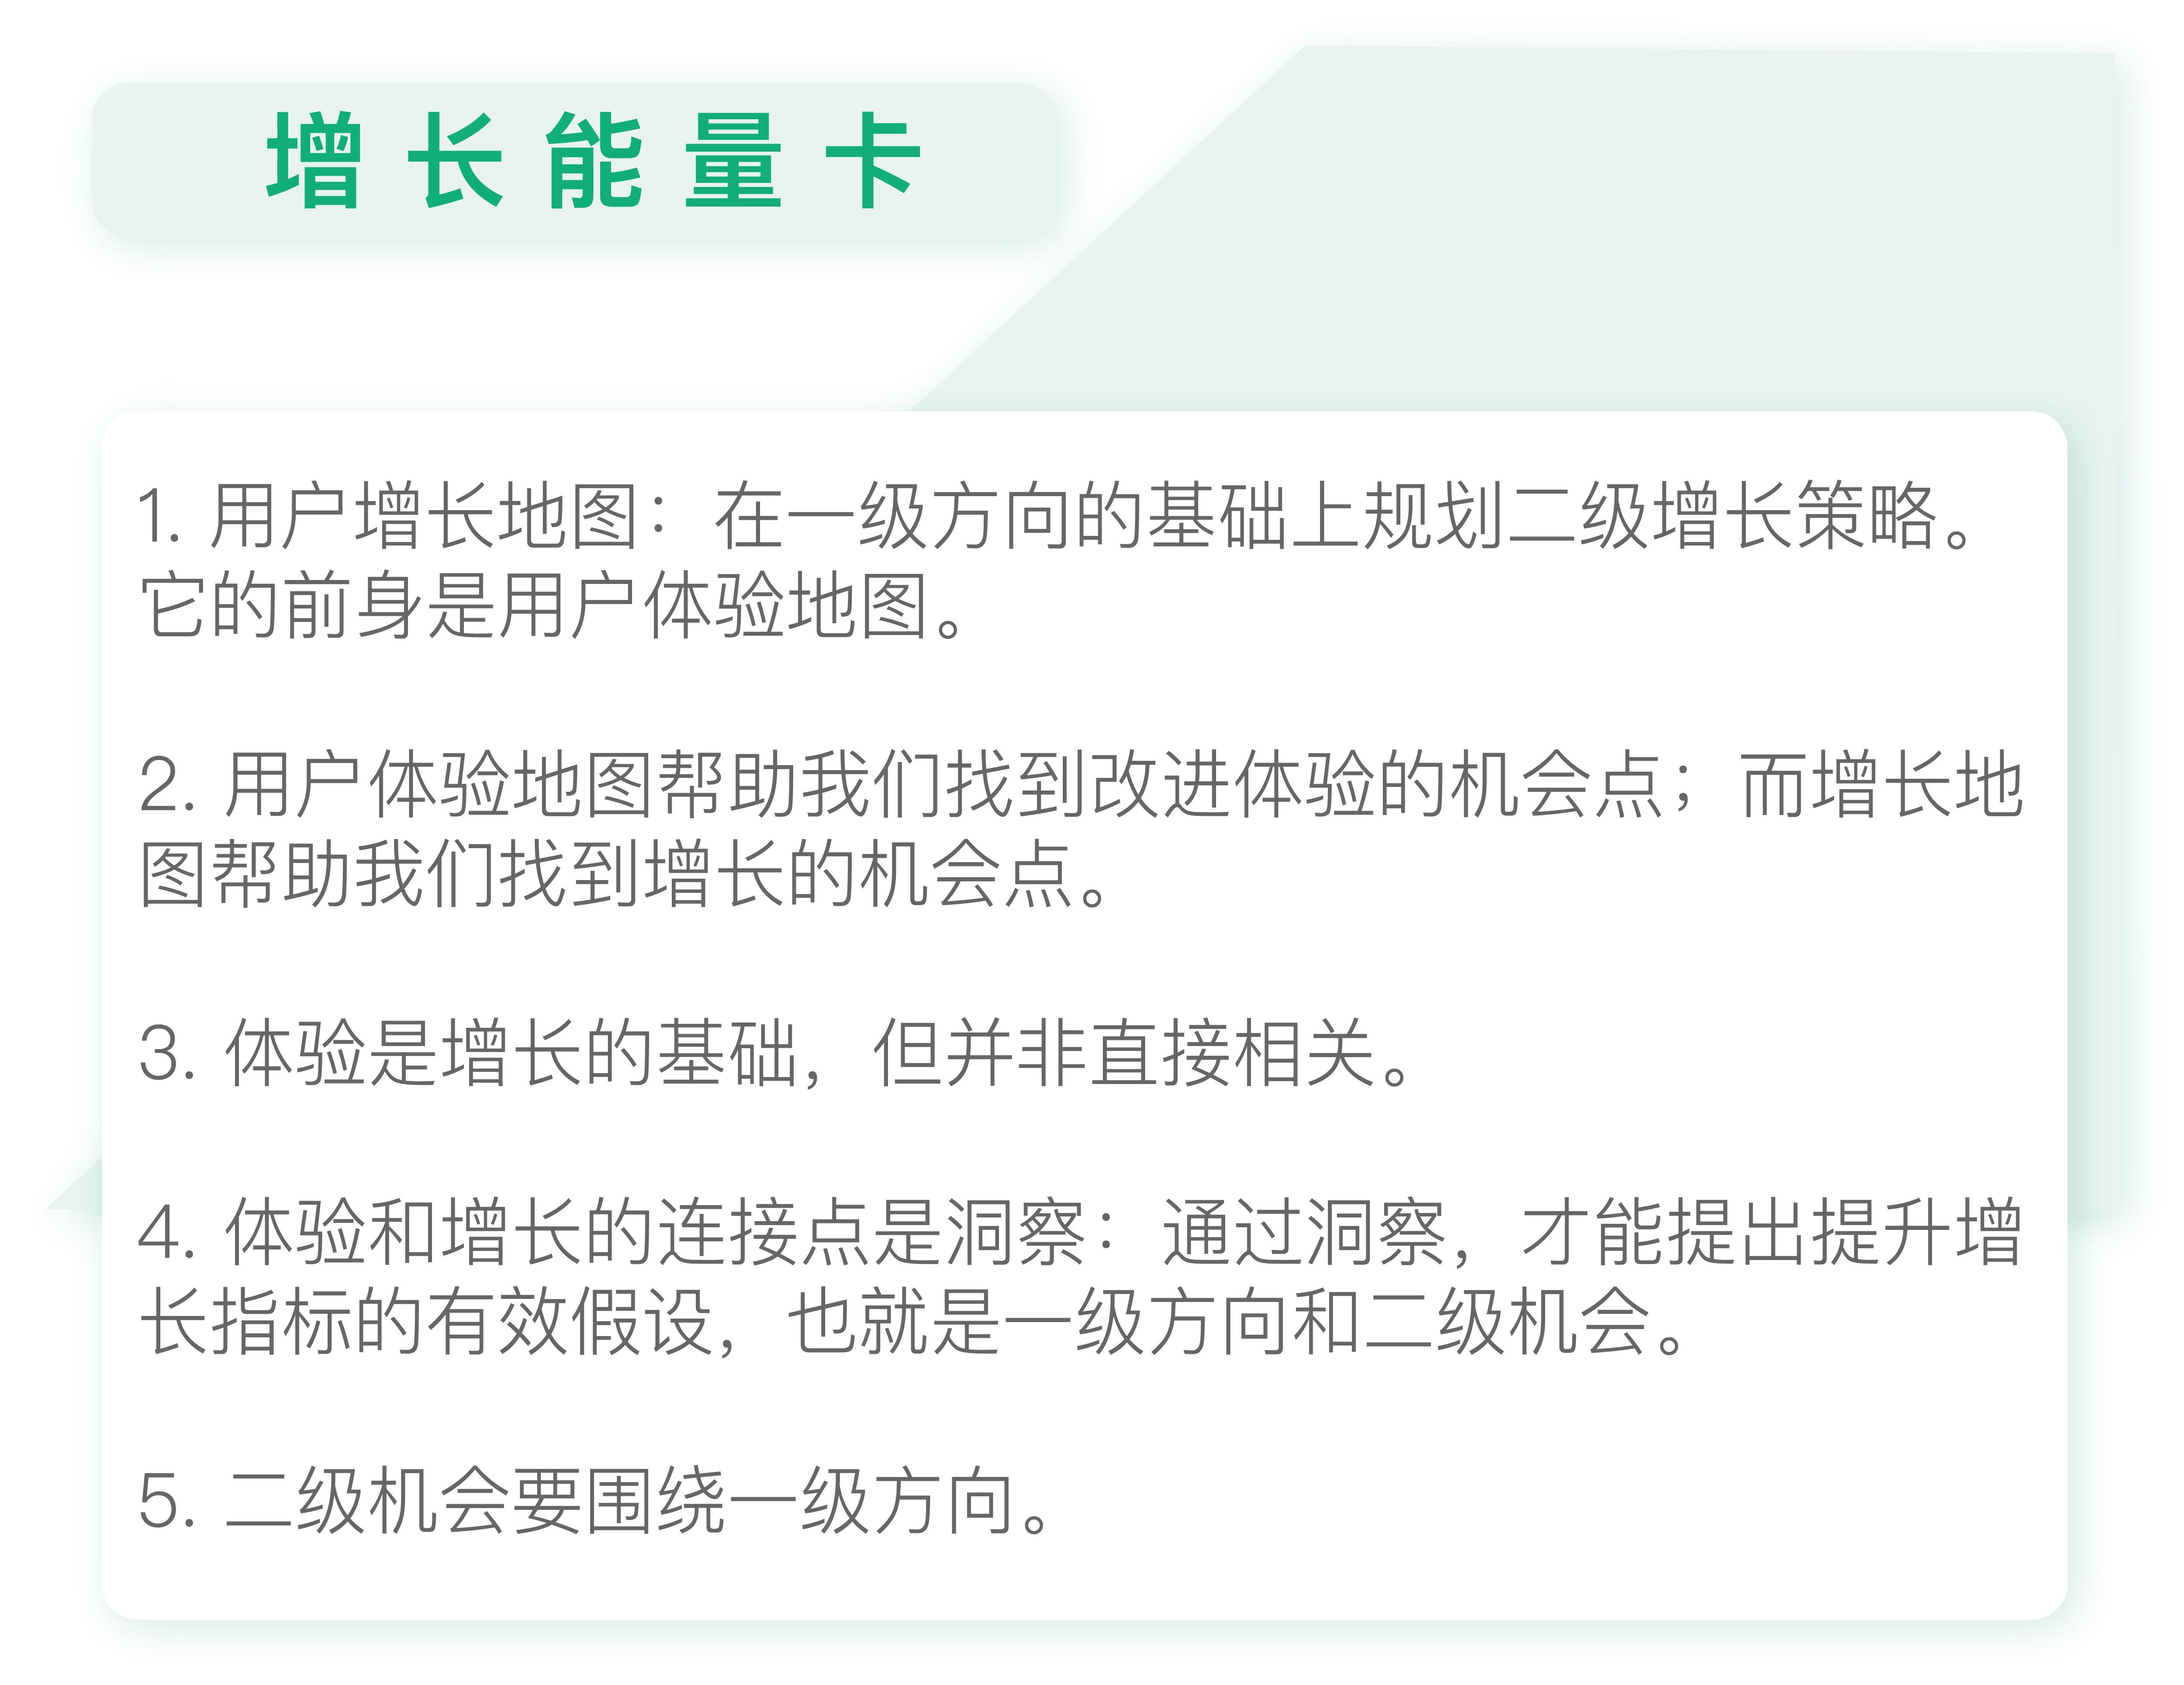 增长能量卡
1. 用户增长地图：在一级方向的基础上规划二级增长策略。
它的前身是用户体验地图。
2. 用户体验地图帮助我们找到改进体验的机会点；而增长地
图帮助我们找到增长的机会点。
3. 体验是增长的基础，但并非直接相关。
4. 体验和增长的连接点是洞察：通过洞察，才能提出提升增
长指标的有效假设，也就是一级方向和二级机会。
5. 二级机会要围绕一级方向。